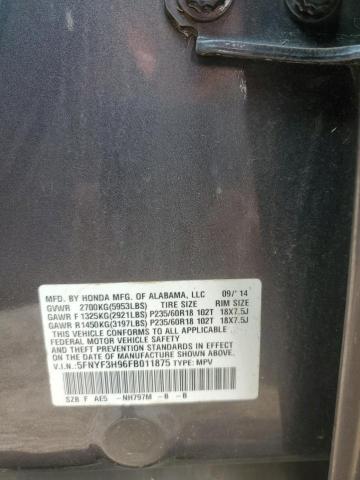 MFD. BY HONDA MFG. OF ALABAMA, LLC 09/'14
GVWR 2700KG(5953LBS) TIRE SIZE RIM SIZE
GAWR F 1325KG(2921LBS) P235/60R18 102T 18X7.5J
GAWR R1450KG(3197LBS) P235/60R18 102T 18X7.5J
THIS VEHICLE CONFORMS TO ALL APPLICABLE
FEDERAL MOTOR VEHICLE SAFETY AND
THEFT PREVENTION STANDARDS IN EFFECT
ON THE DATE OF MANUFACTURE SHOWN ABOVE.
V.I.N.: 5FNYF3H96FB011875 TYPE: MPV
SZB F AE5 -NH797M -B -B